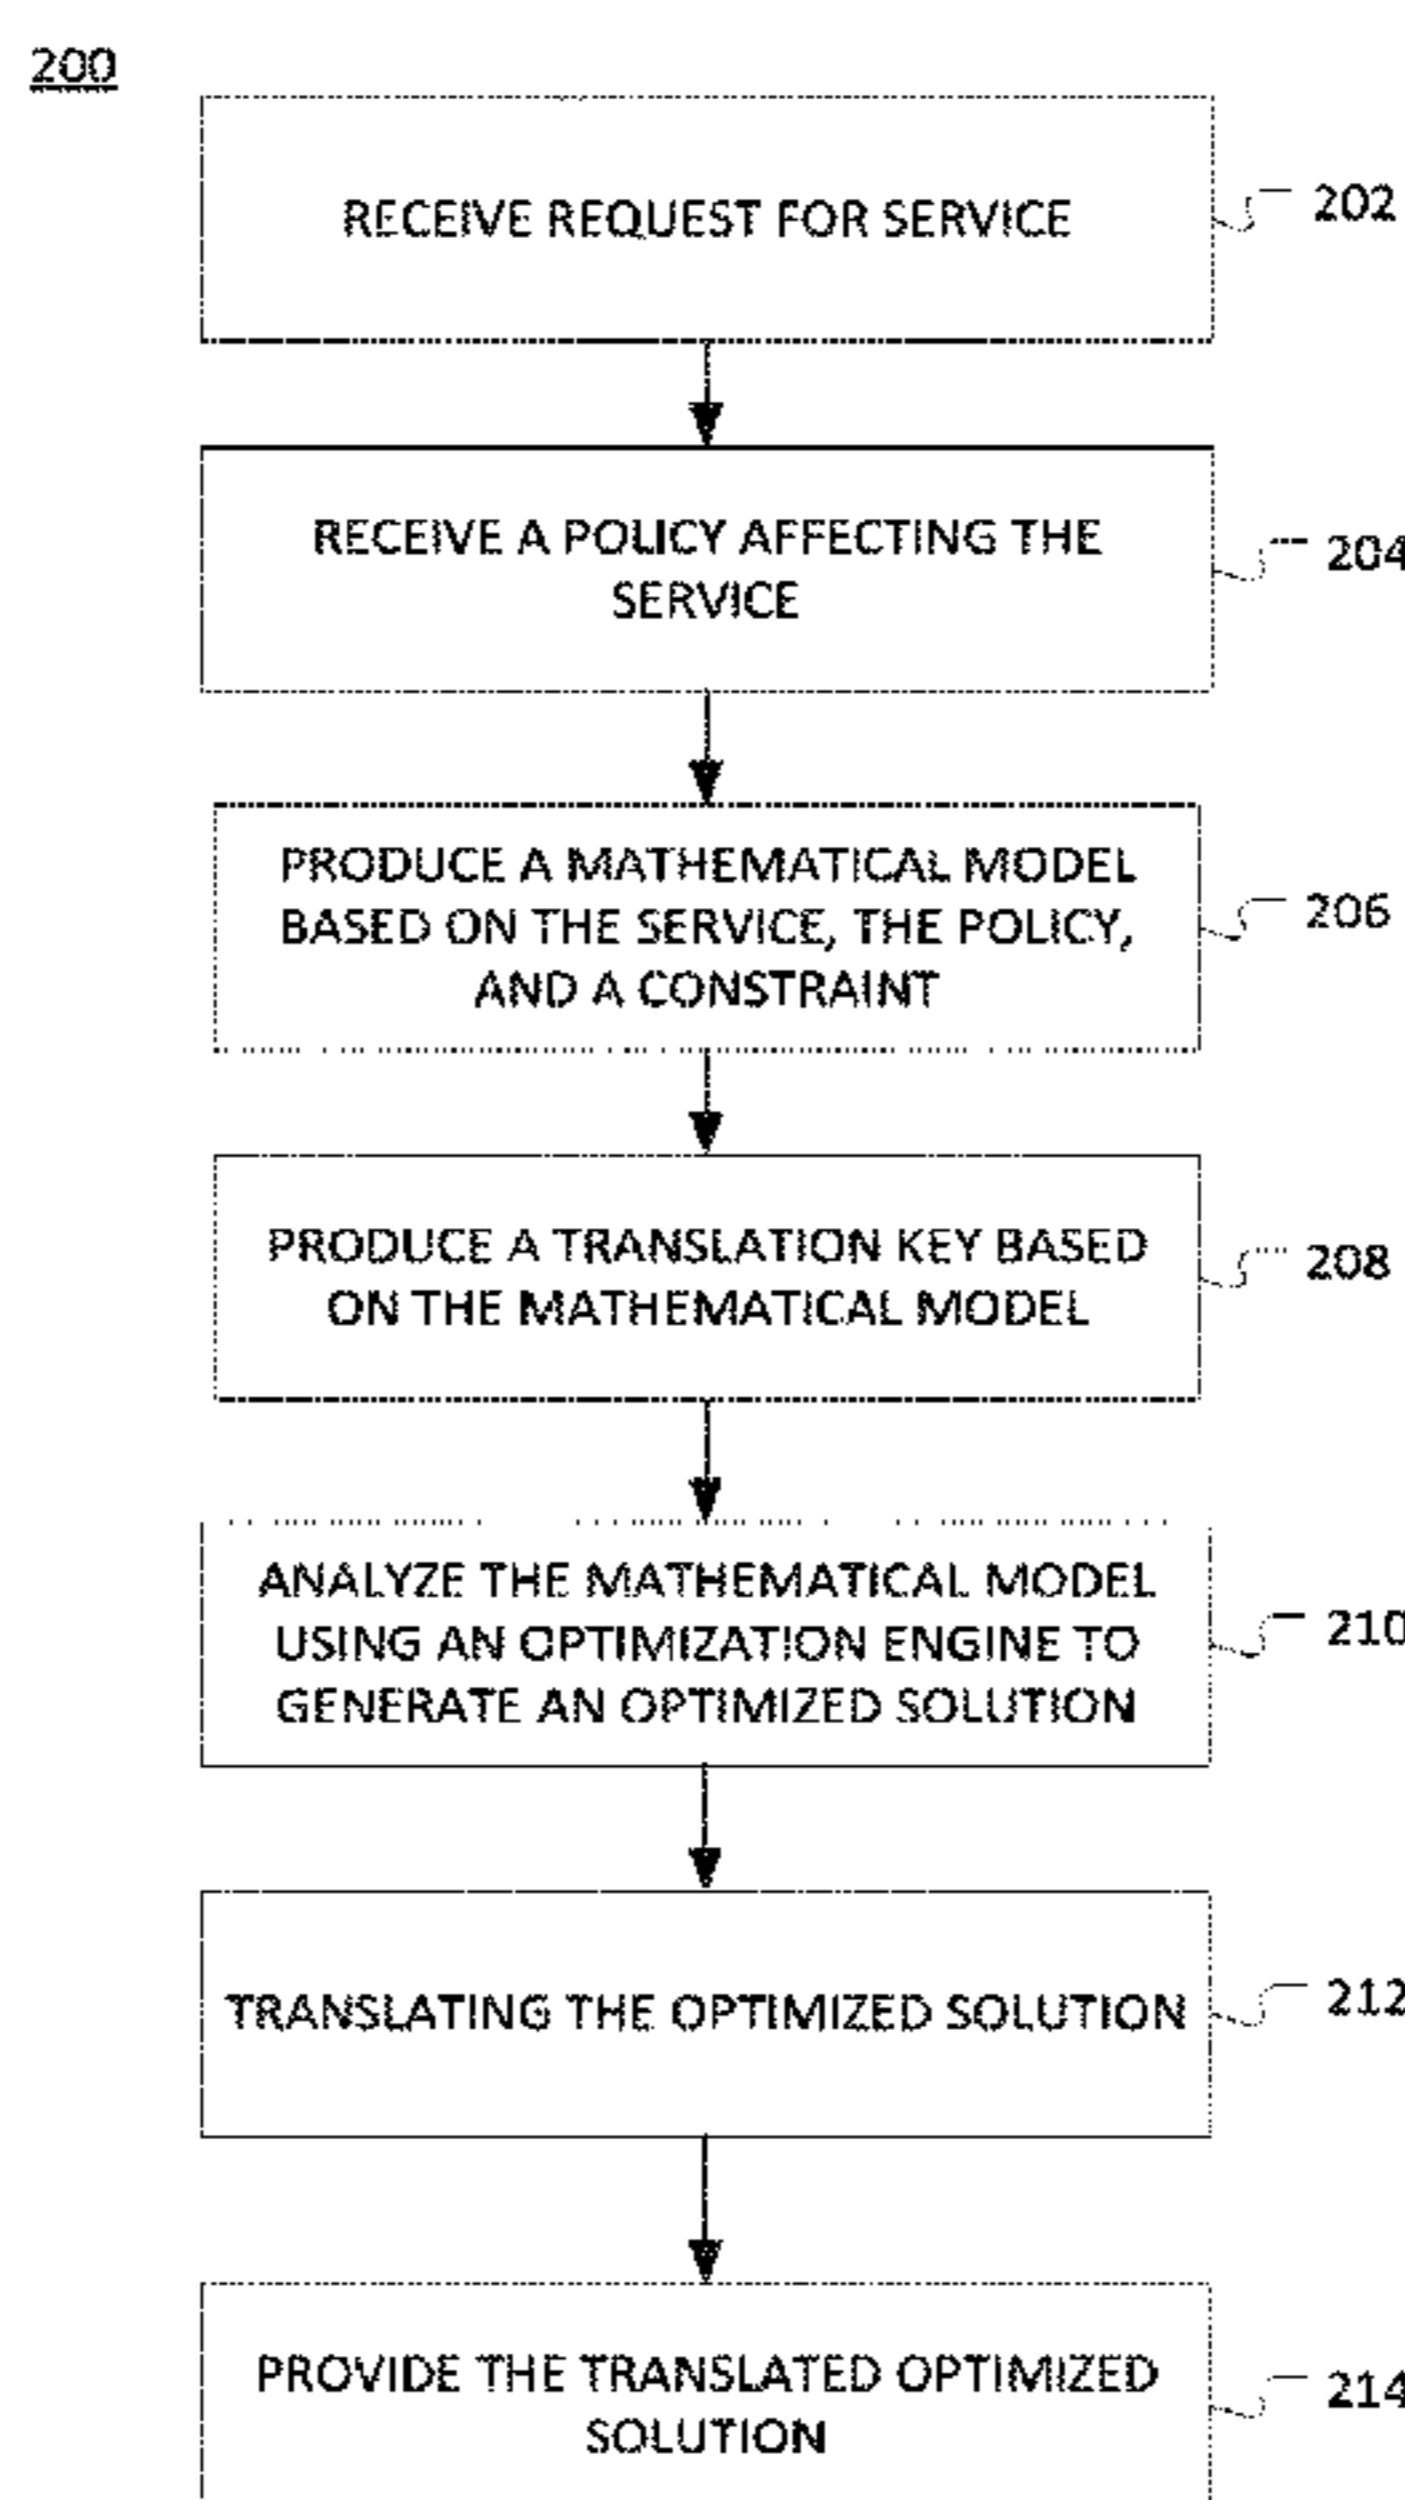 200
RECEIVE REQUEST FOR SERVICE
202
RECEIVE A POLICY AFFECTING THE
SERVICE
204
PRODUCE A MATHEMATICAL MODEL
BASED ON THE SERVICE, THE POLICY,
AND A CONSTRAINT
206
PRODUCE A TRANSLATION KEY BASED
ON THE MATHEMATICAL MODEL
208
ANALYZE THE MATHEMATICAL MODEL
USING AN OPTIMIZATION ENGINE TO
GENERATE AN OPTIMIZED SOLUTION
210
TRANSLATING THE OPTIMIZED SOLUTION
212
PROVIDE THE TRANSLATED OPTIMIZED
SOLUTION
214